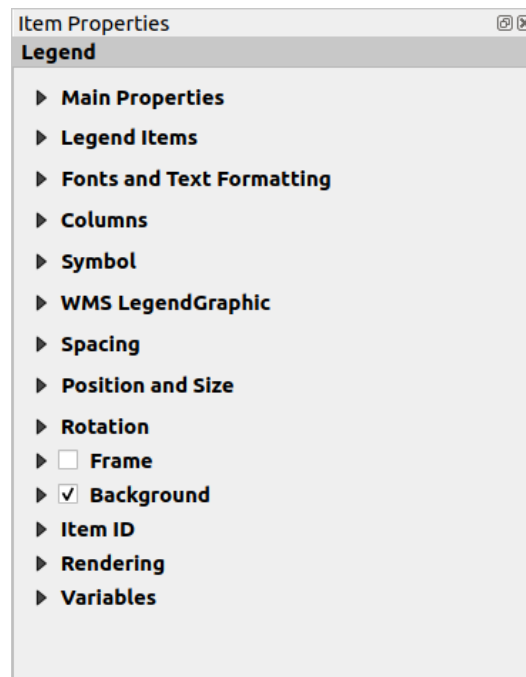 Item Properties
Legend
Main Properties
Legend Items
Fonts and Text Formatting
Columns
Symbol
WMS LegendGraphic
Spacing
Position and Size
Rotation
Frame
Background
Item ID
Rendering
Variables